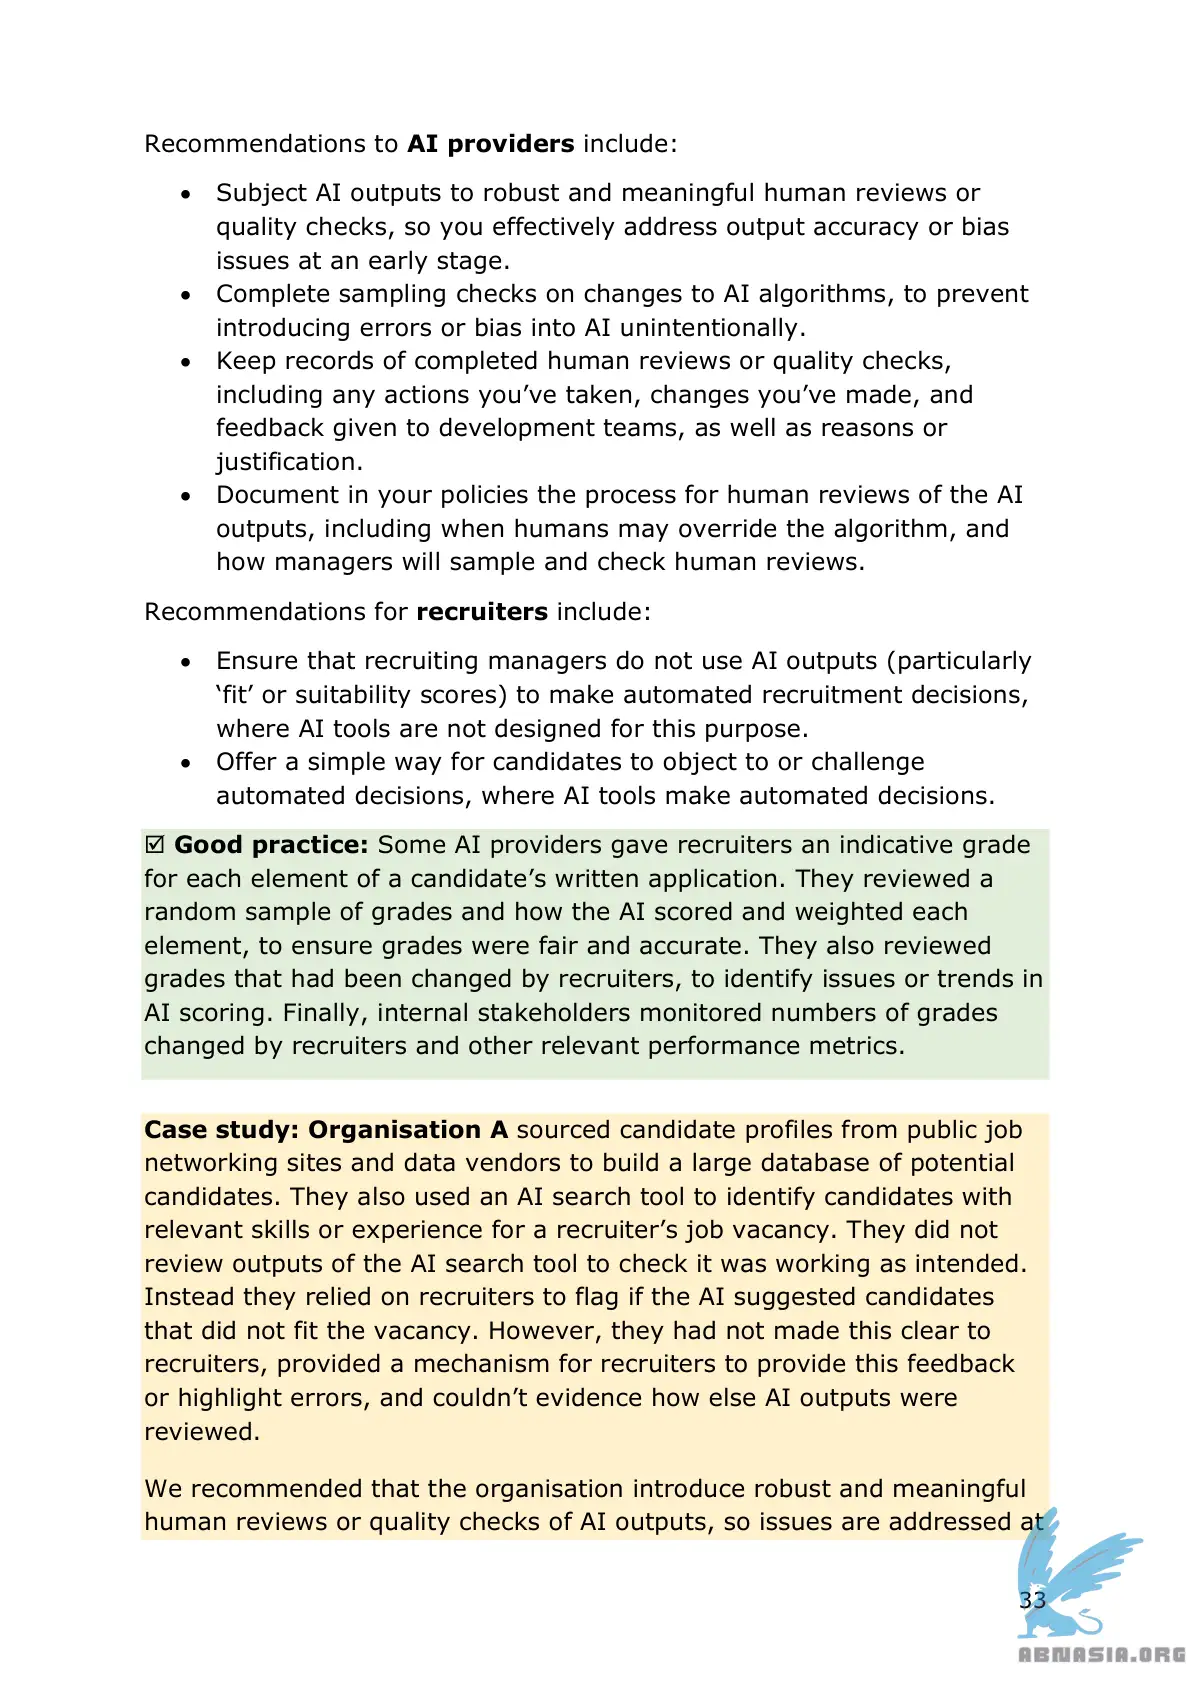 Recommendations to AI providers include:
• Subject AI outputs to robust and meaningful human reviews or
quality checks, so you effectively address output accuracy or bias
issues at an early stage.
• Complete sampling checks on changes to AI algorithms, to prevent
introducing errors or bias into AI unintentionally.
• Keep records of completed human reviews or quality checks,
including any actions you’ve taken, changes you’ve made, and
feedback given to development teams, as well as reasons or
justification.
• Document in your policies the process for human reviews of the AI
outputs, including when humans may override the algorithm, and
how managers will sample and check human reviews.
Recommendations for recruiters include:
• Ensure that recruiting managers do not use AI outputs (particularly
‘fit’ or suitability scores) to make automated recruitment decisions,
where AI tools are not designed for this purpose.
• Offer a simple way for candidates to object to or challenge
automated decisions, where AI tools make automated decisions.
☑ Good practice: Some AI providers gave recruiters an indicative grade
for each element of a candidate’s written application. They reviewed a
random sample of grades and how the AI scored and weighted each
element, to ensure grades were fair and accurate. They also reviewed
grades that had been changed by recruiters, to identify issues or trends in
AI scoring. Finally, internal stakeholders monitored numbers of grades
changed by recruiters and other relevant performance metrics.
Case study: Organisation A sourced candidate profiles from public job
networking sites and data vendors to build a large database of potential
candidates. They also used an AI search tool to identify candidates with
relevant skills or experience for a recruiter’s job vacancy. They did not
review outputs of the AI search tool to check it was working as intended.
Instead they relied on recruiters to flag if the AI suggested candidates
that did not fit the vacancy. However, they had not made this clear to
recruiters, provided a mechanism for recruiters to provide this feedback
or highlight errors, and couldn’t evidence how else AI outputs were
reviewed.
We recommended that the organisation introduce robust and meaningful
human reviews or quality checks of AI outputs, so issues are addressed at
33
ABNASIA.ORG